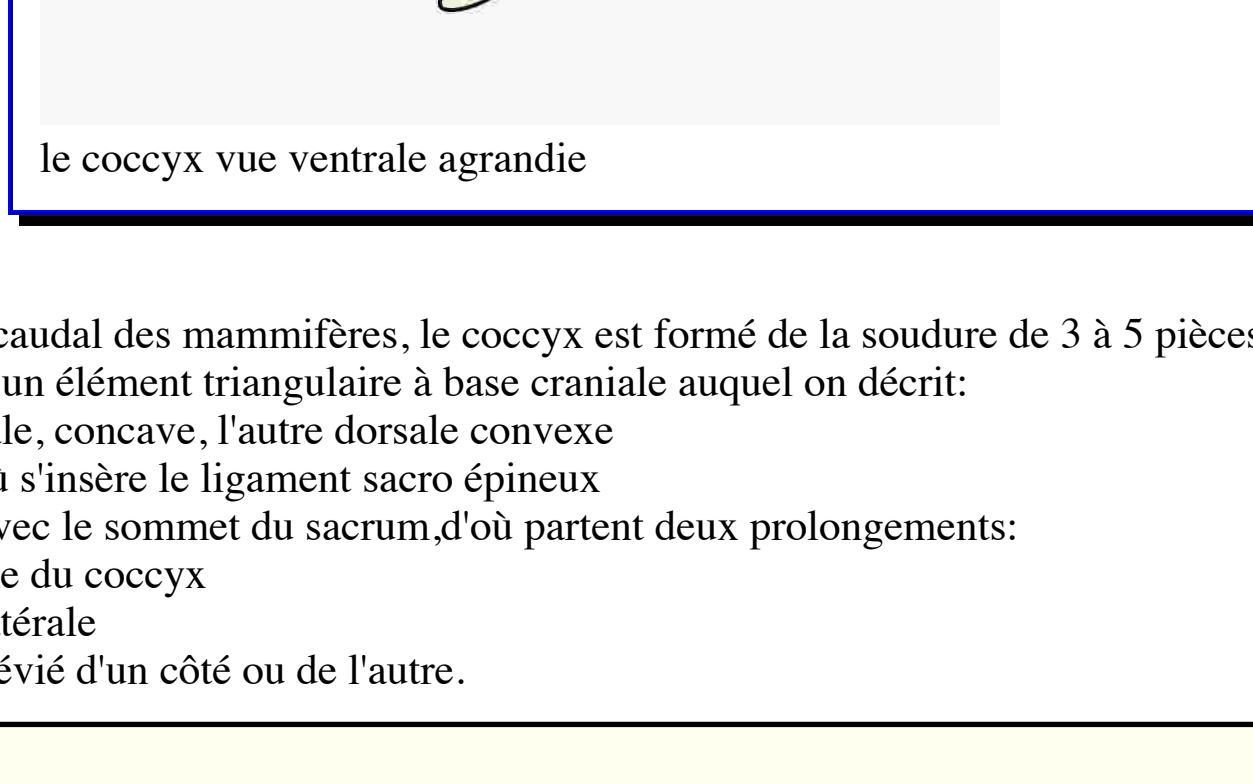 le coccyx vue ventrale agrandie
caudal des mammifères, le coccyx est formé de la soudure de 3 à 5 pièces
un élément triangulaire à base craniale auquel on décrit:
le, concave, l'autre dorsale convexe
s'insère le ligament sacro épineux
vec le sommet du sacrum,d'où partent deux prolongements:
e du coccyx
térale
évié d'un côté ou de l'autre.